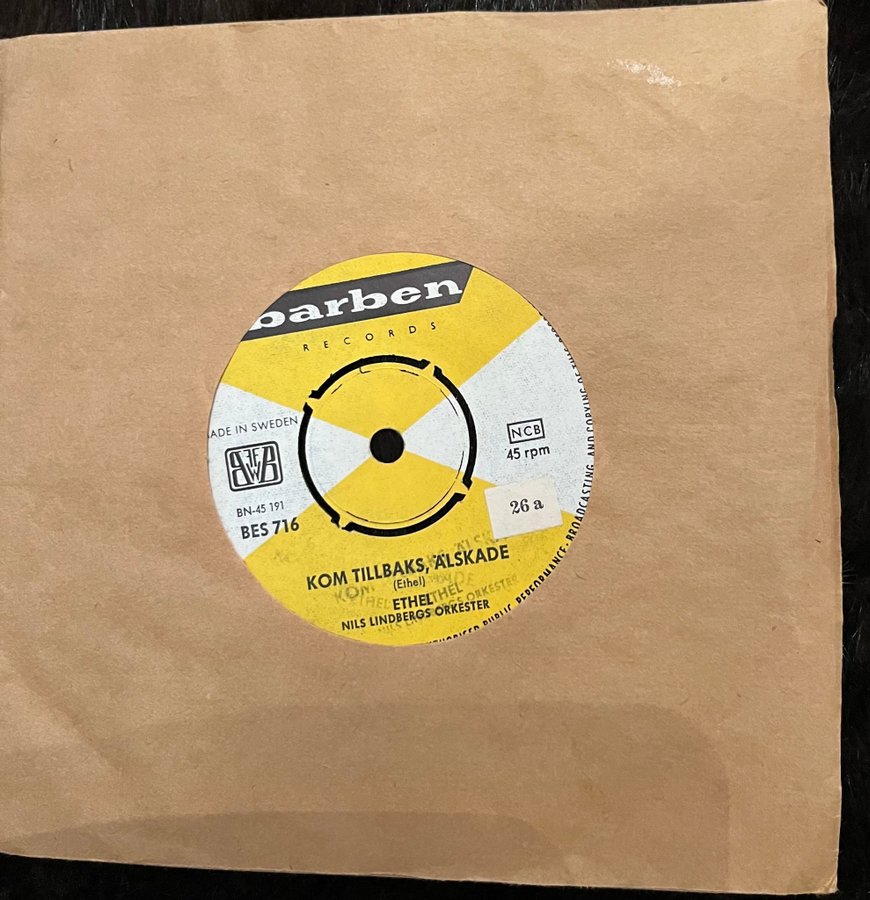 barben
RECORDS
ADE IN SWEDEN
NCB
45 rpm
BN-45 191
BES 716
26 a
KOM TILLBAKS, ÄLSKADE
(Ethel)
ETHEL
NILS LINDBERGS ORKESTER
PUBLIC PERFORMANCE · BROADCASTING AND COPYING OF THIS